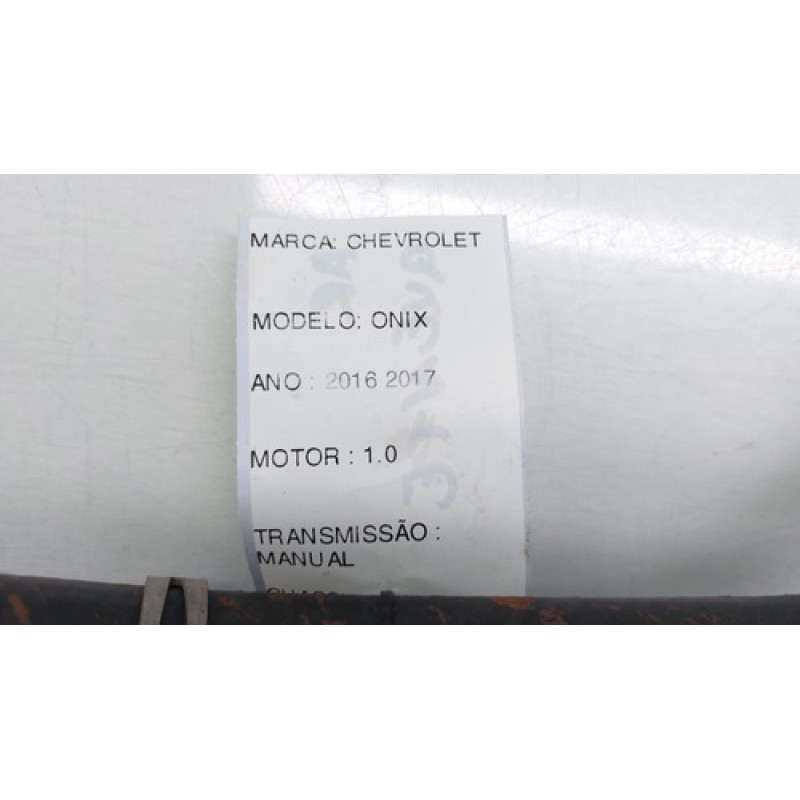 MARCA: CHEVROLET
MODELO: ONIX
ANO : 2016 2017
MOTOR : 1.0
TRANSMISSÃO :
MANUAL